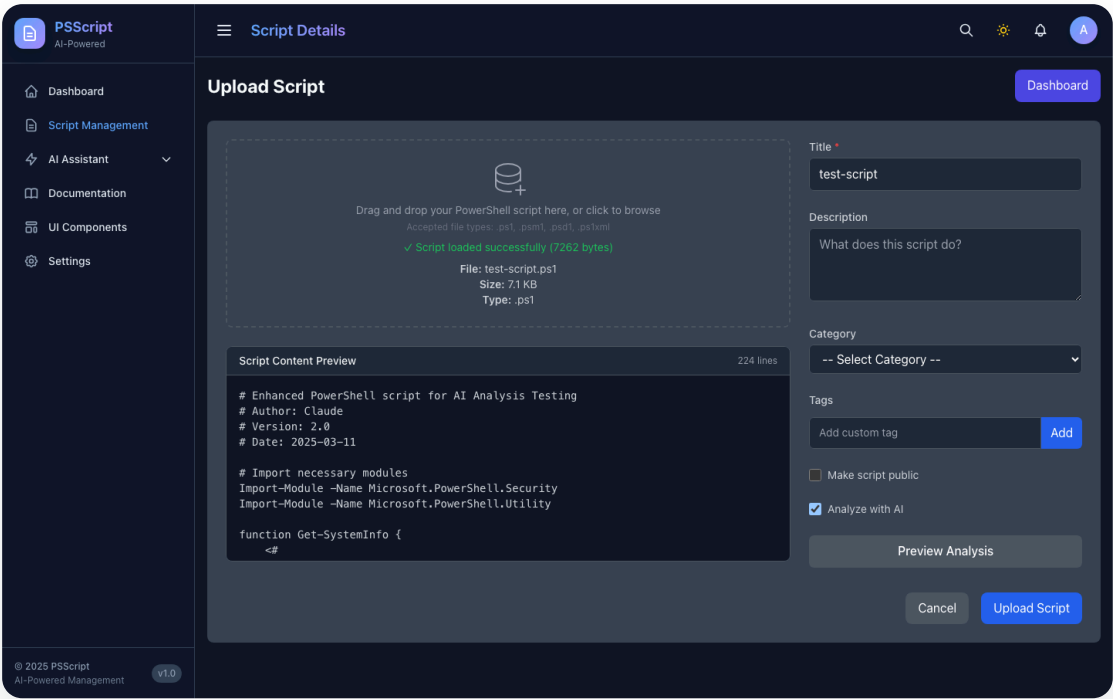 PSScript
AI-Powered
Script Details
A
Dashboard
Script Management
AI Assistant
Documentation
UI Components
Settings
© 2025 PSScript
AI-Powered Management
v1.0
Upload Script
Dashboard
Drag and drop your PowerShell script here, or click to browse
Accepted file types: .ps1, .psm1, .psd1, .ps1xml
✓ Script loaded successfully (7262 bytes)
File: test-script.ps1
Size: 7.1 KB
Type: .ps1
Script Content Preview 224 lines
# Enhanced PowerShell script for AI Analysis Testing
# Author: Claude
# Version: 2.0
# Date: 2025-03-11
# Import necessary modules
Import-Module -Name Microsoft.PowerShell.Security
Import-Module -Name Microsoft.PowerShell.Utility
function Get-SystemInfo {
<#
Title *
test-script
Description
What does this script do?
Category
-- Select Category --
Tags
Add custom tag Add
Make script public
Analyze with AI
Preview Analysis
Cancel Upload Script